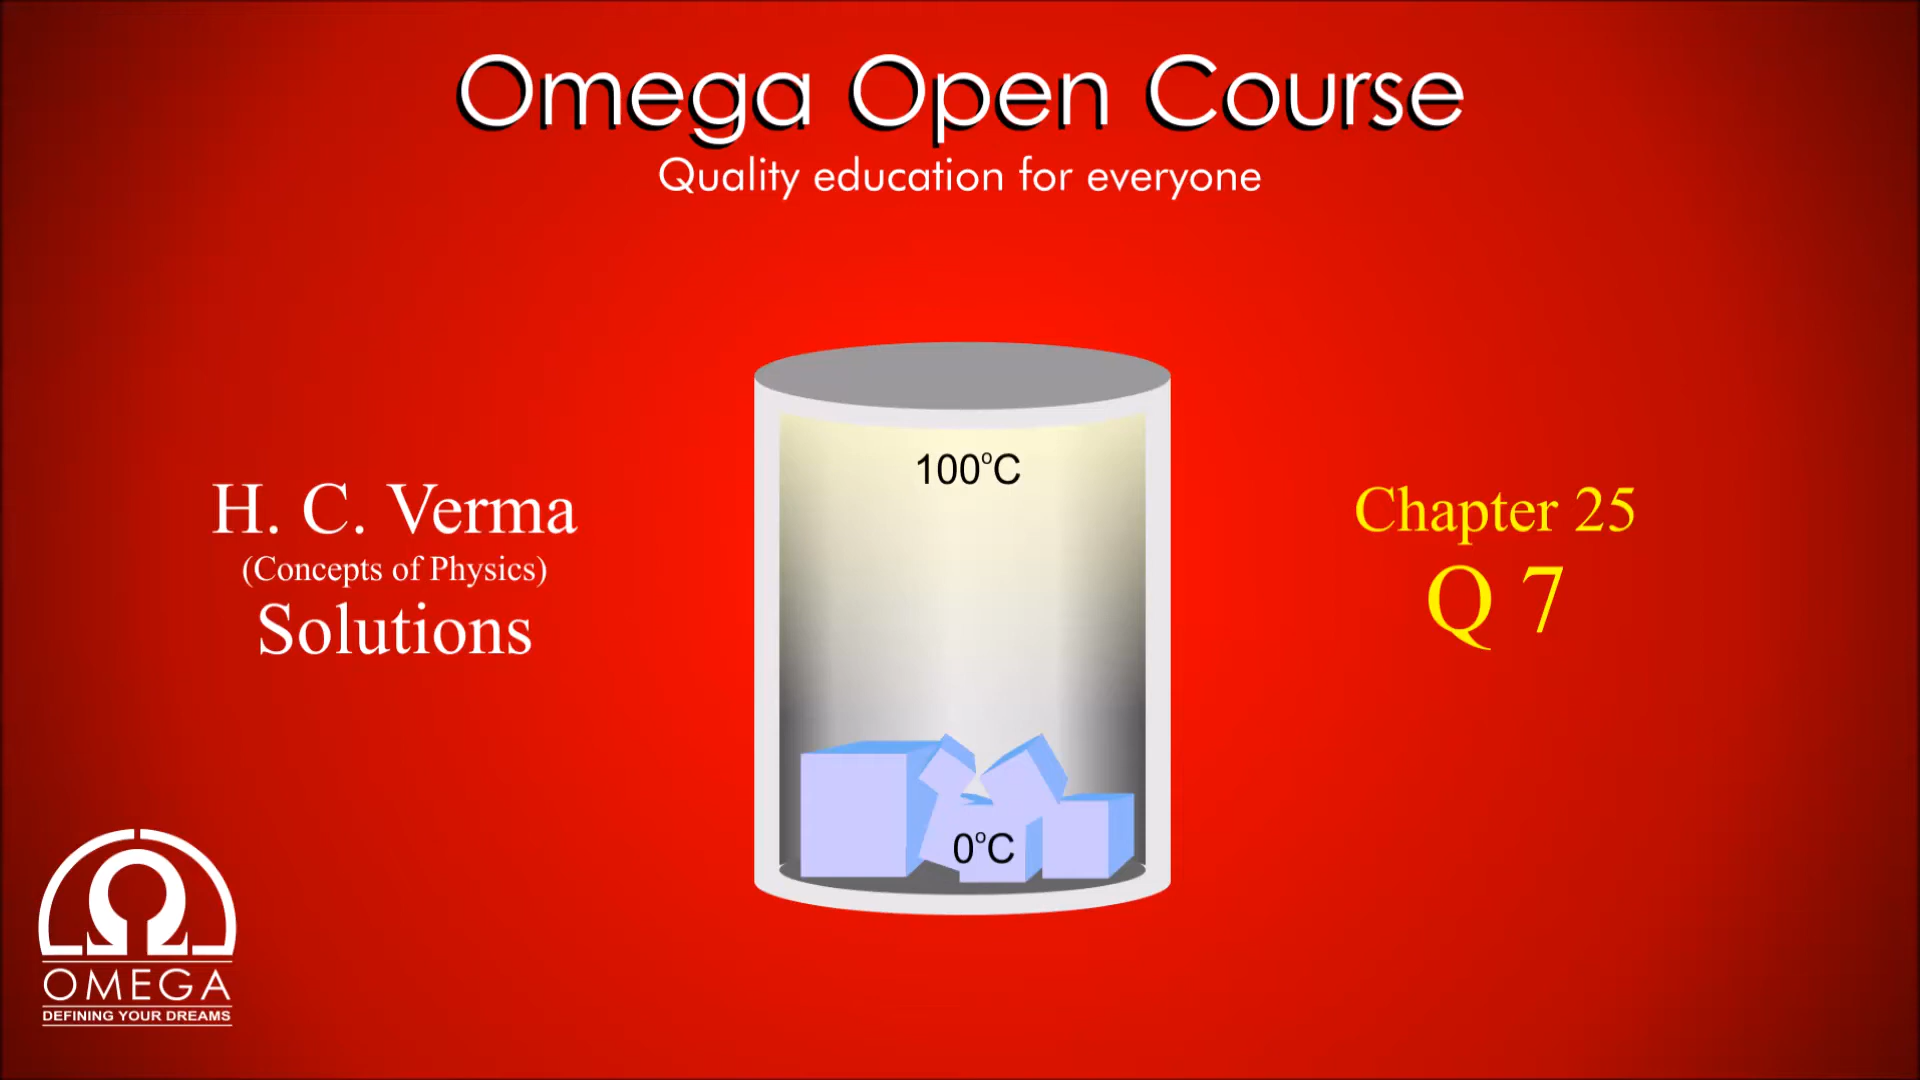 Omega Open Course
Quality education for everyone
H. C. Verma
(Concepts of Physics)
Solutions
100°C
0°C
Chapter 25
Q 7
OMEGA
DEFINING YOUR DREAMS